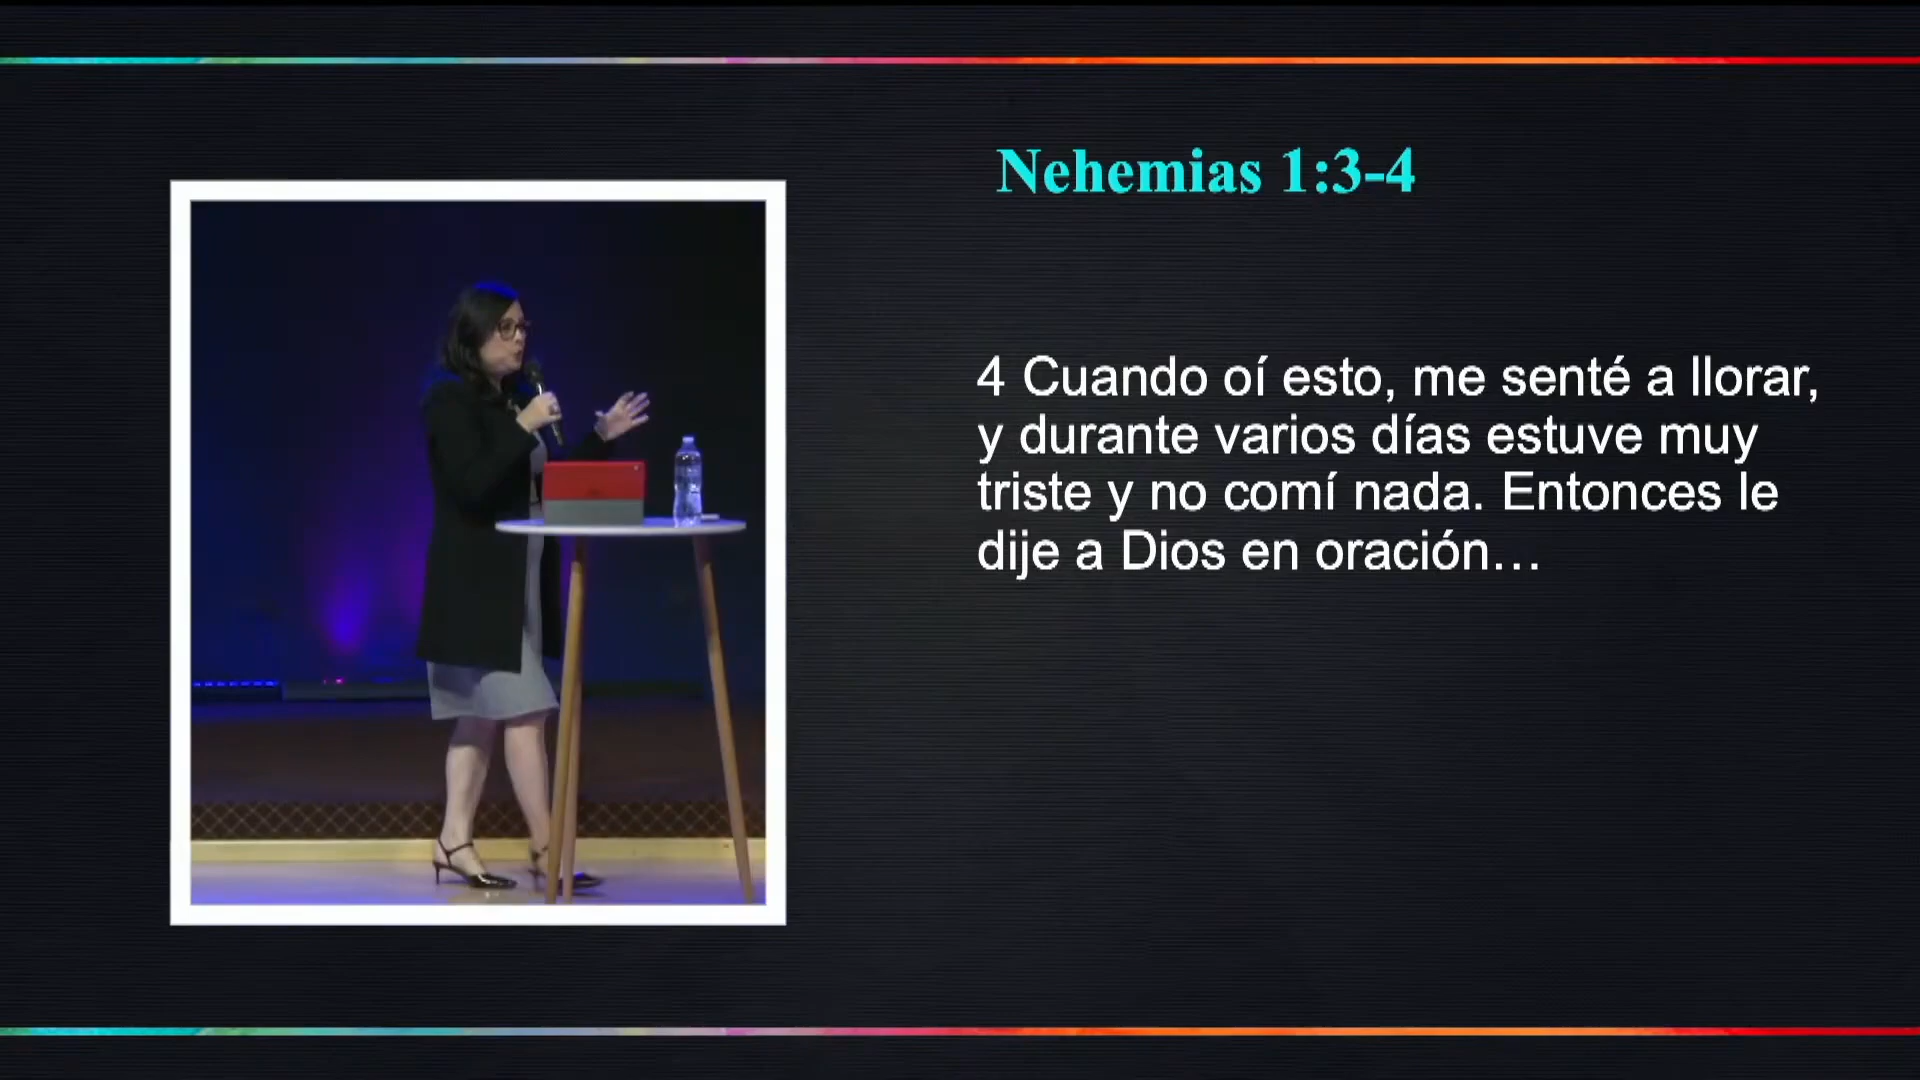 Nehemias 1:3-4
4 Cuando oí esto, me senté a llorar,
y durante varios días estuve muy
triste y no comí nada. Entonces le
dije a Dios en oración…